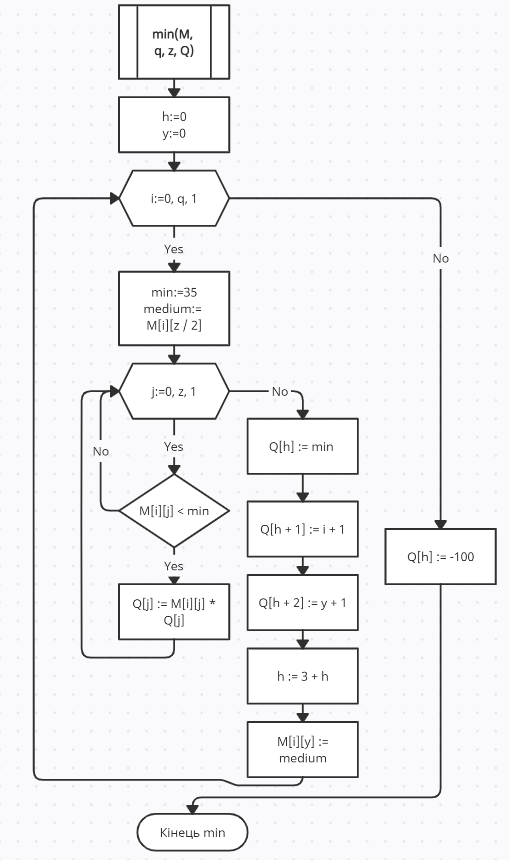 min(M,
q, z, Q)
h:=0
y:=0
i:=0, q, 1
Yes
No
min:=35
medium:=
M[i][z / 2]
j:=0, z, 1
No
Yes
No
Q[h] := min
M[i][j] < min
Q[h + 1] := i + 1
Yes
Q[h] := -100
Q[j] := M[i][j] *
Q[j]
Q[h + 2] := y + 1
h := 3 + h
M[i][y] :=
medium
Кінець min